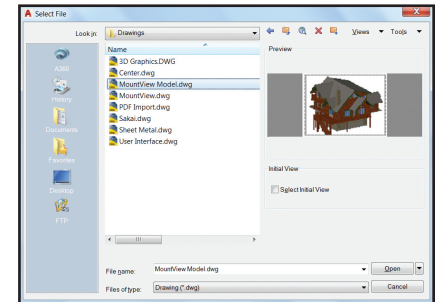 Select File
Look in: Drawings Views Tools
Name
Preview
3D Graphics.DWG
Center.dwg
MountView Model.dwg
MountView.dwg
PDF Import.dwg
Sakai.dwg
Sheet Metal.dwg
User Interface.dwg
A360
History
Documents
Favorites
Desktop
FTP
Initial View
Select Initial View
File name: MountView Model.dwg Open
Files of type: Drawing (*.dwg) Cancel